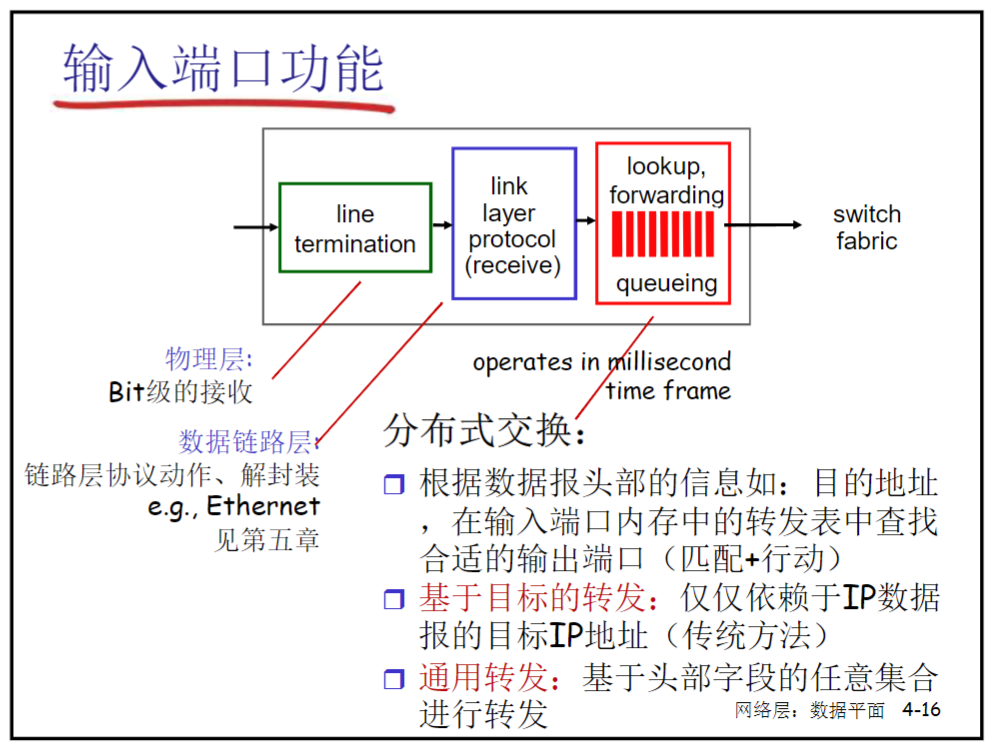 输入端口功能
line
termination
link
layer
protocol
(receive)
lookup,
forwarding
queueing
switch
fabric
物理层:
Bit级的接收
数据链路层:
链路层协议动作、解封装
e.g., Ethernet
见第五章
operates in millisecond
time frame
分布式交换：
根据数据报头部的信息如：目的地址
，在输入端口内存中的转发表中查找
合适的输出端口（匹配+行动）
基于目标的转发：仅仅依赖于IP数据
报的目标IP地址（传统方法）
通用转发：基于头部字段的任意集合
进行转发
网络层：数据平面 4-16